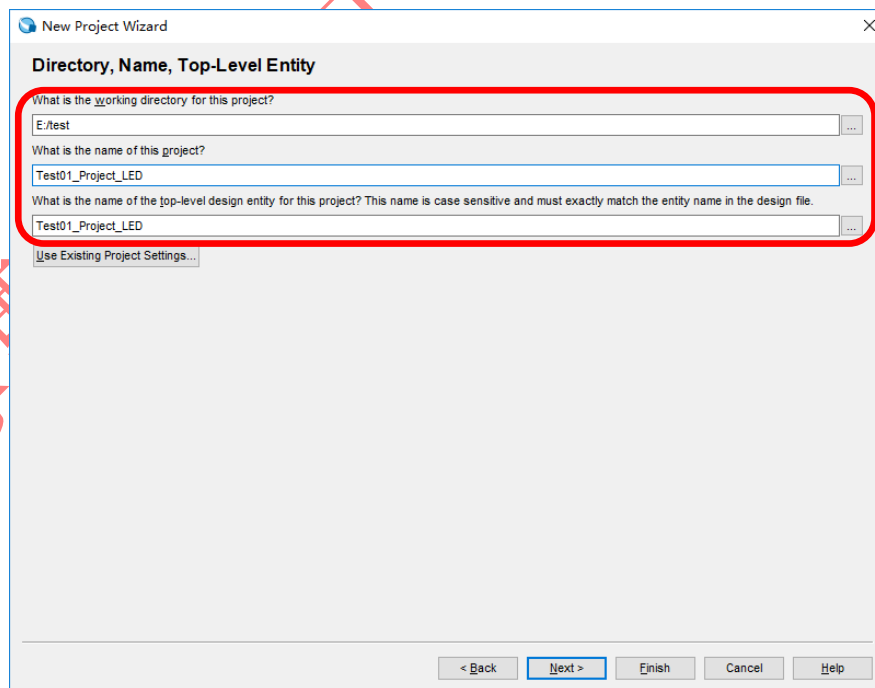 New Project Wizard
Directory, Name, Top-Level Entity
What is the working directory for this project?
E:/test
...
What is the name of this project?
Test01_Project_LED
...
What is the name of the top-level design entity for this project? This name is case sensitive and must exactly match the entity name in the design file.
Test01_Project_LED
...
Use Existing Project Settings...
< Back
Next >
Finish
Cancel
Help